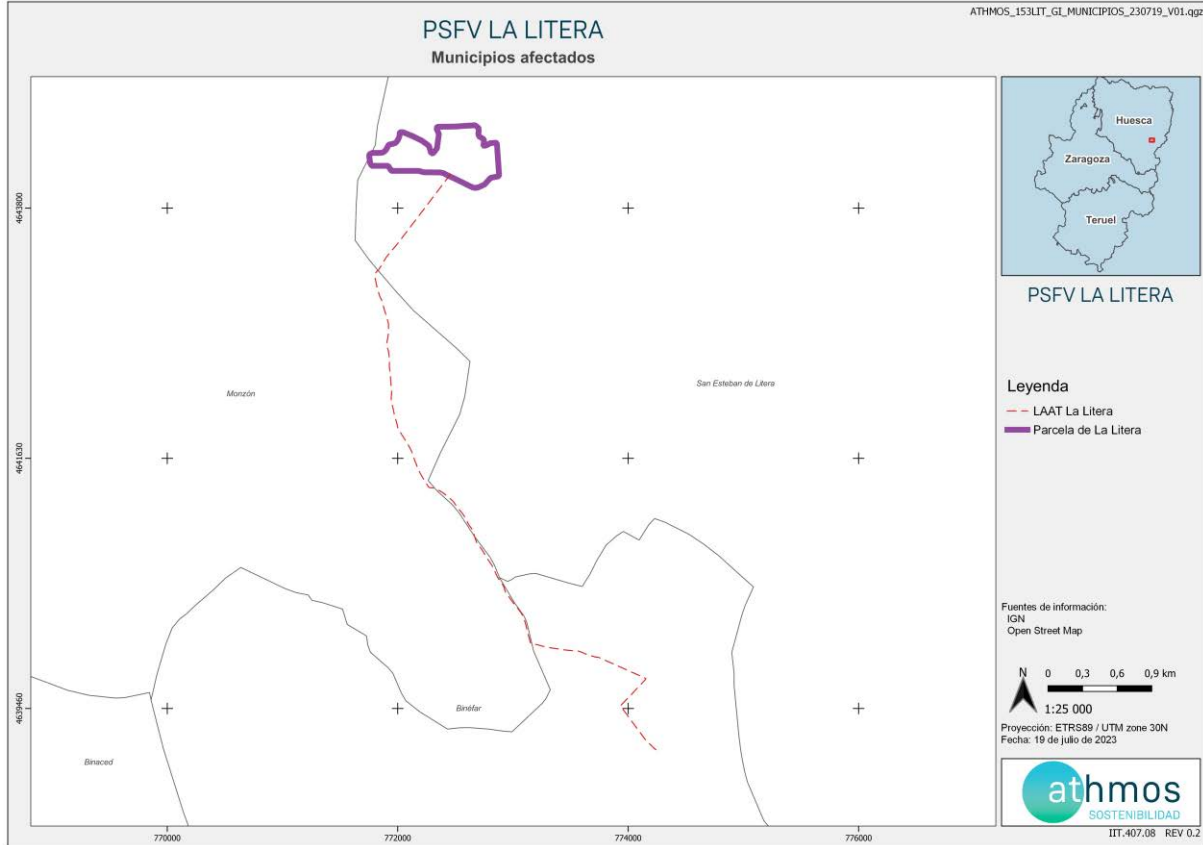 ATHMOS_153LIT_GI_MUNICIPIOS_230719_V01.qgz
PSFV LA LITERA
Municipios afectados
Huesca
Zaragoza
Teruel
PSFV LA LITERA
Leyenda
LAAT La Litera
Parcela de La Litera
Monzón
San Esteban de Litera
Binéfar
Binaced
4643800
4641630
4639460
770000
772000
774000
776000
Fuentes de información:
IGN
Open Street Map
N
0 0,3 0,6 0,9 km
1:25 000
Proyección: ETRS89 / UTM zone 30N
Fecha: 19 de julio de 2023
athmos
SOSTENIBILIDAD
IIT.407.08 REV 0.2